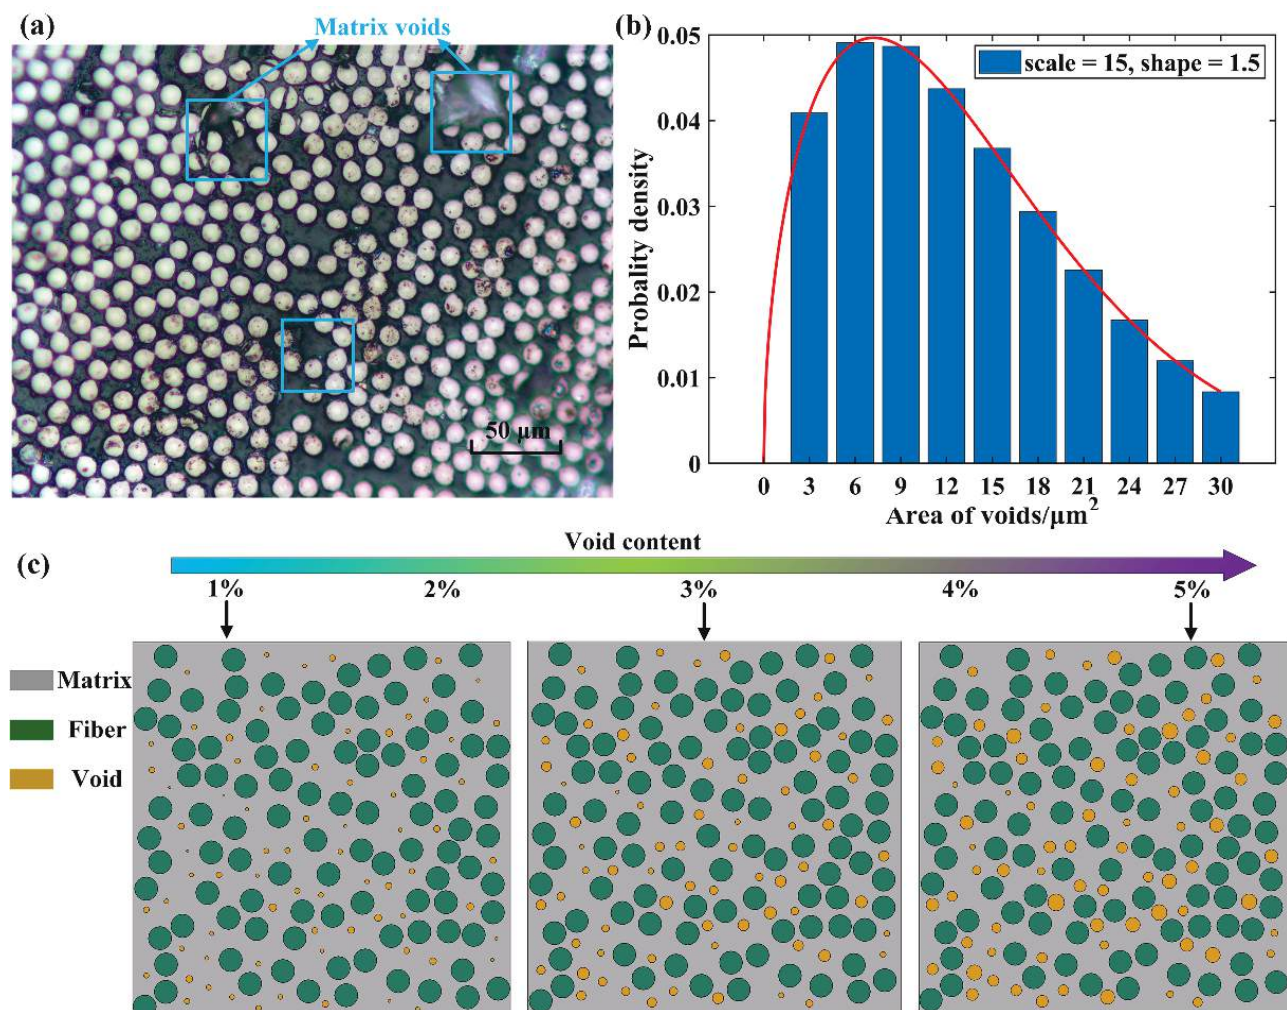 (a)
Matrix voids
50 μm
(b)
0.05
0.04
0.03
0.02
0.01
0
Probality density
scale = 15, shape = 1.5
0 3 6 9 12 15 18 21 24 27 30
Area of voids/μm²
(c)
Void content
1% 2% 3% 4% 5%
Matrix
Fiber
Void